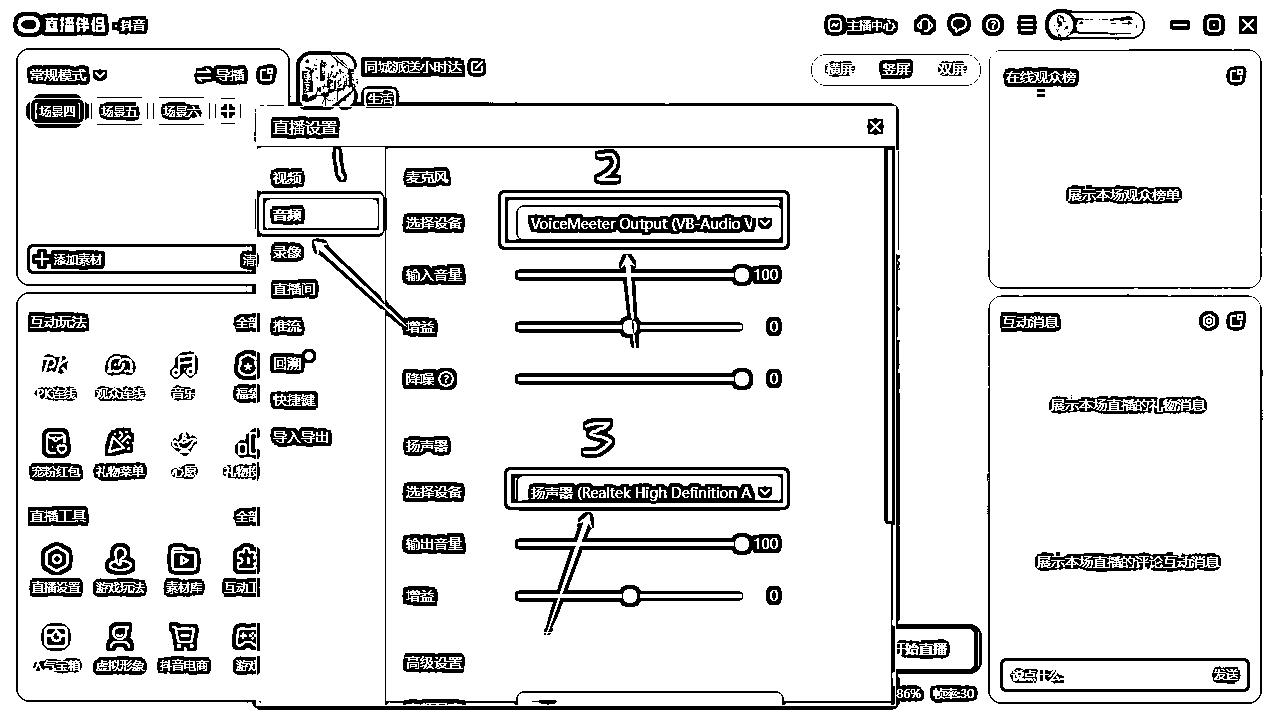 直播伴侣 ·抖音
主播中心
常规模式
导播
场景四 场景五 场景六
添加素材
清
同城派送小时达
生活
横屏 竖屏 双屏
在线观众榜
展示本场观众榜单
互动玩法
全部
PK连线 观众连线 音乐
宠粉红包 礼物菜单 心愿
直播工具
全部
直播设置 游戏玩法 素材库
人气宝箱 虚拟形象 抖音电商
直播设置
1
视频
音频
录像
直播间
推流
回溯
快捷键
导入导出
麦克风
2
选择设备 VoiceMeeter Output (VB-Audio V
输入音量 100
增益 0
降噪 0
扬声器
3
选择设备 扬声器 (Realtek High Definition A
输出音量 100
增益 0
高级设置
开始直播
86% 帧率:30
互动消息
展示本场直播的礼物消息
展示本场直播的评论互动消息
说点什么
发送